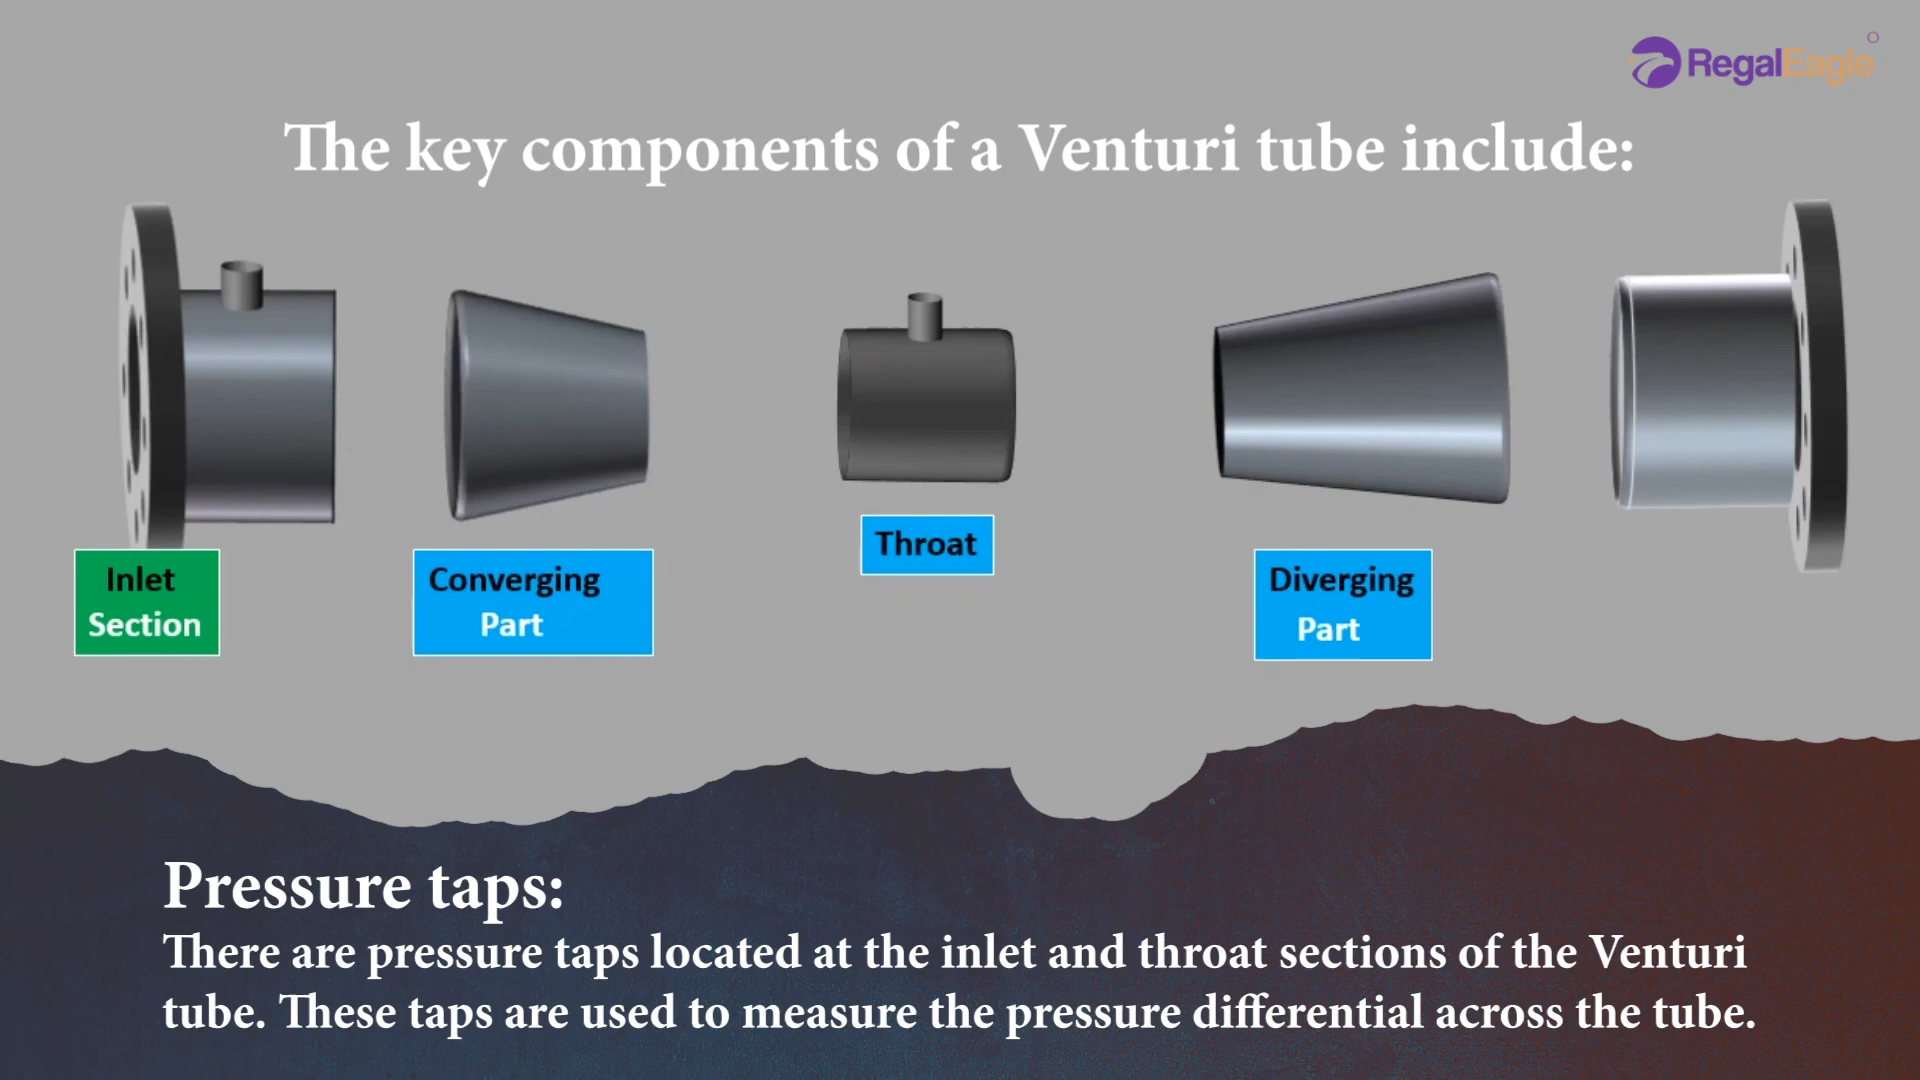 RegalEagle
The key components of a Venturi tube include:
Inlet
Section
Converging
Part
Throat
Diverging
Part
Pressure taps:
There are pressure taps located at the inlet and throat sections of the Venturi
tube. These taps are used to measure the pressure differential across the tube.